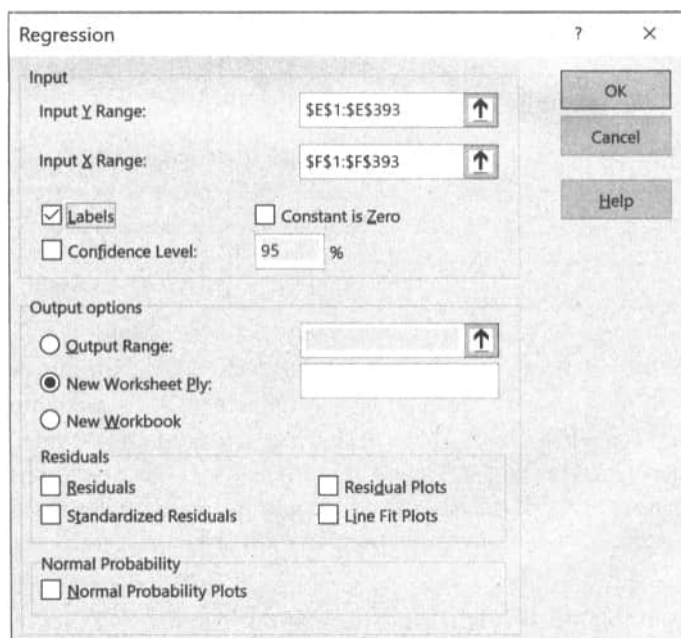 Regression ? ×
Input
Input Y Range: $E$1:$E$393
OK
Cancel
Input X Range: $F$1:$F$393
Help
Labels Constant is Zero
Confidence Level: 95 %
Output options
Output Range:
New Worksheet Ply:
New Workbook
Residuals
Residuals Residual Plots
Standardized Residuals Line Fit Plots
Normal Probability
Normal Probability Plots